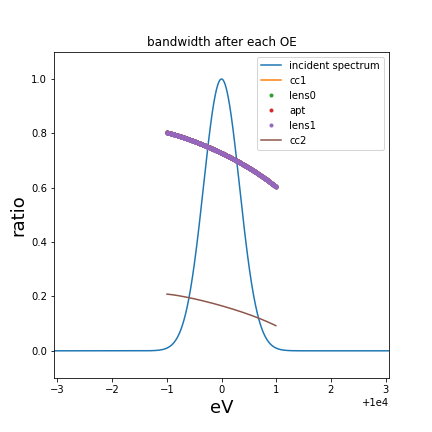 bandwidth after each OE
incident spectrum
cc1
lens0
apt
lens1
cc2
ratio
1.0
0.8
0.6
0.4
0.2
0.0
−3 −2 −1 0 1 2 3
+1e4
eV